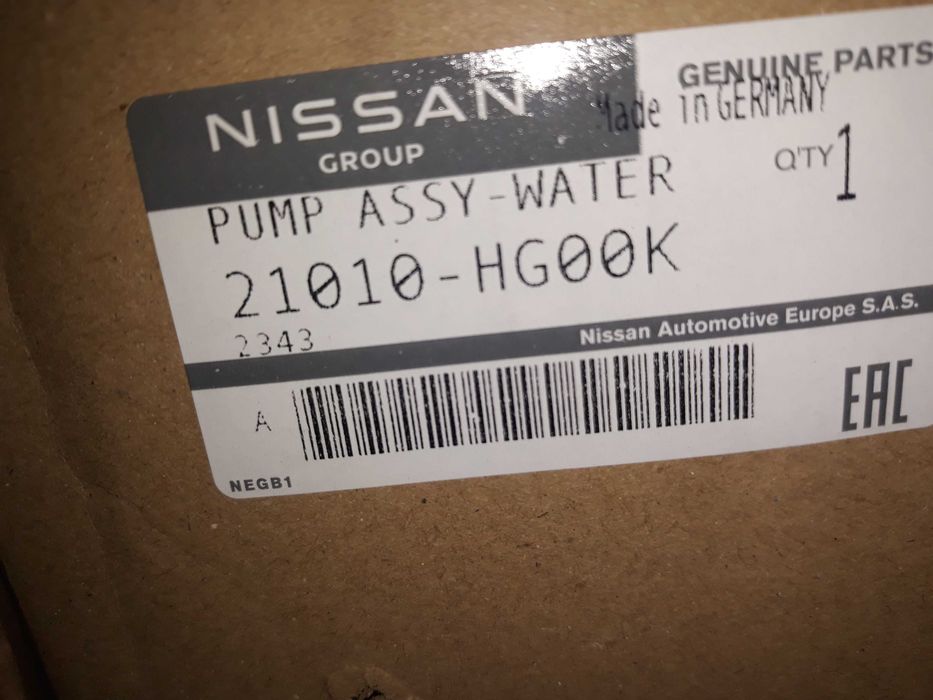 NISSAN
GROUP
GENUINE PARTS
Made in GERMANY
PUMP ASSY-WATER
Q'TY 1
21010-HG00K
2343
Nissan Automotive Europe S.A.S.
A
EAC
NEGB1